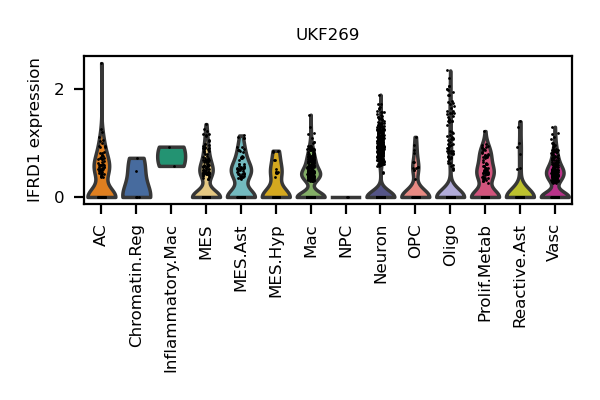 UKF269
IFRD1 expression
2
0
AC
Chromatin.Reg
Inflammatory.Mac
MES
MES.Ast
MES.Hyp
Mac
NPC
Neuron
OPC
Oligo
Prolif.Metab
Reactive.Ast
Vasc